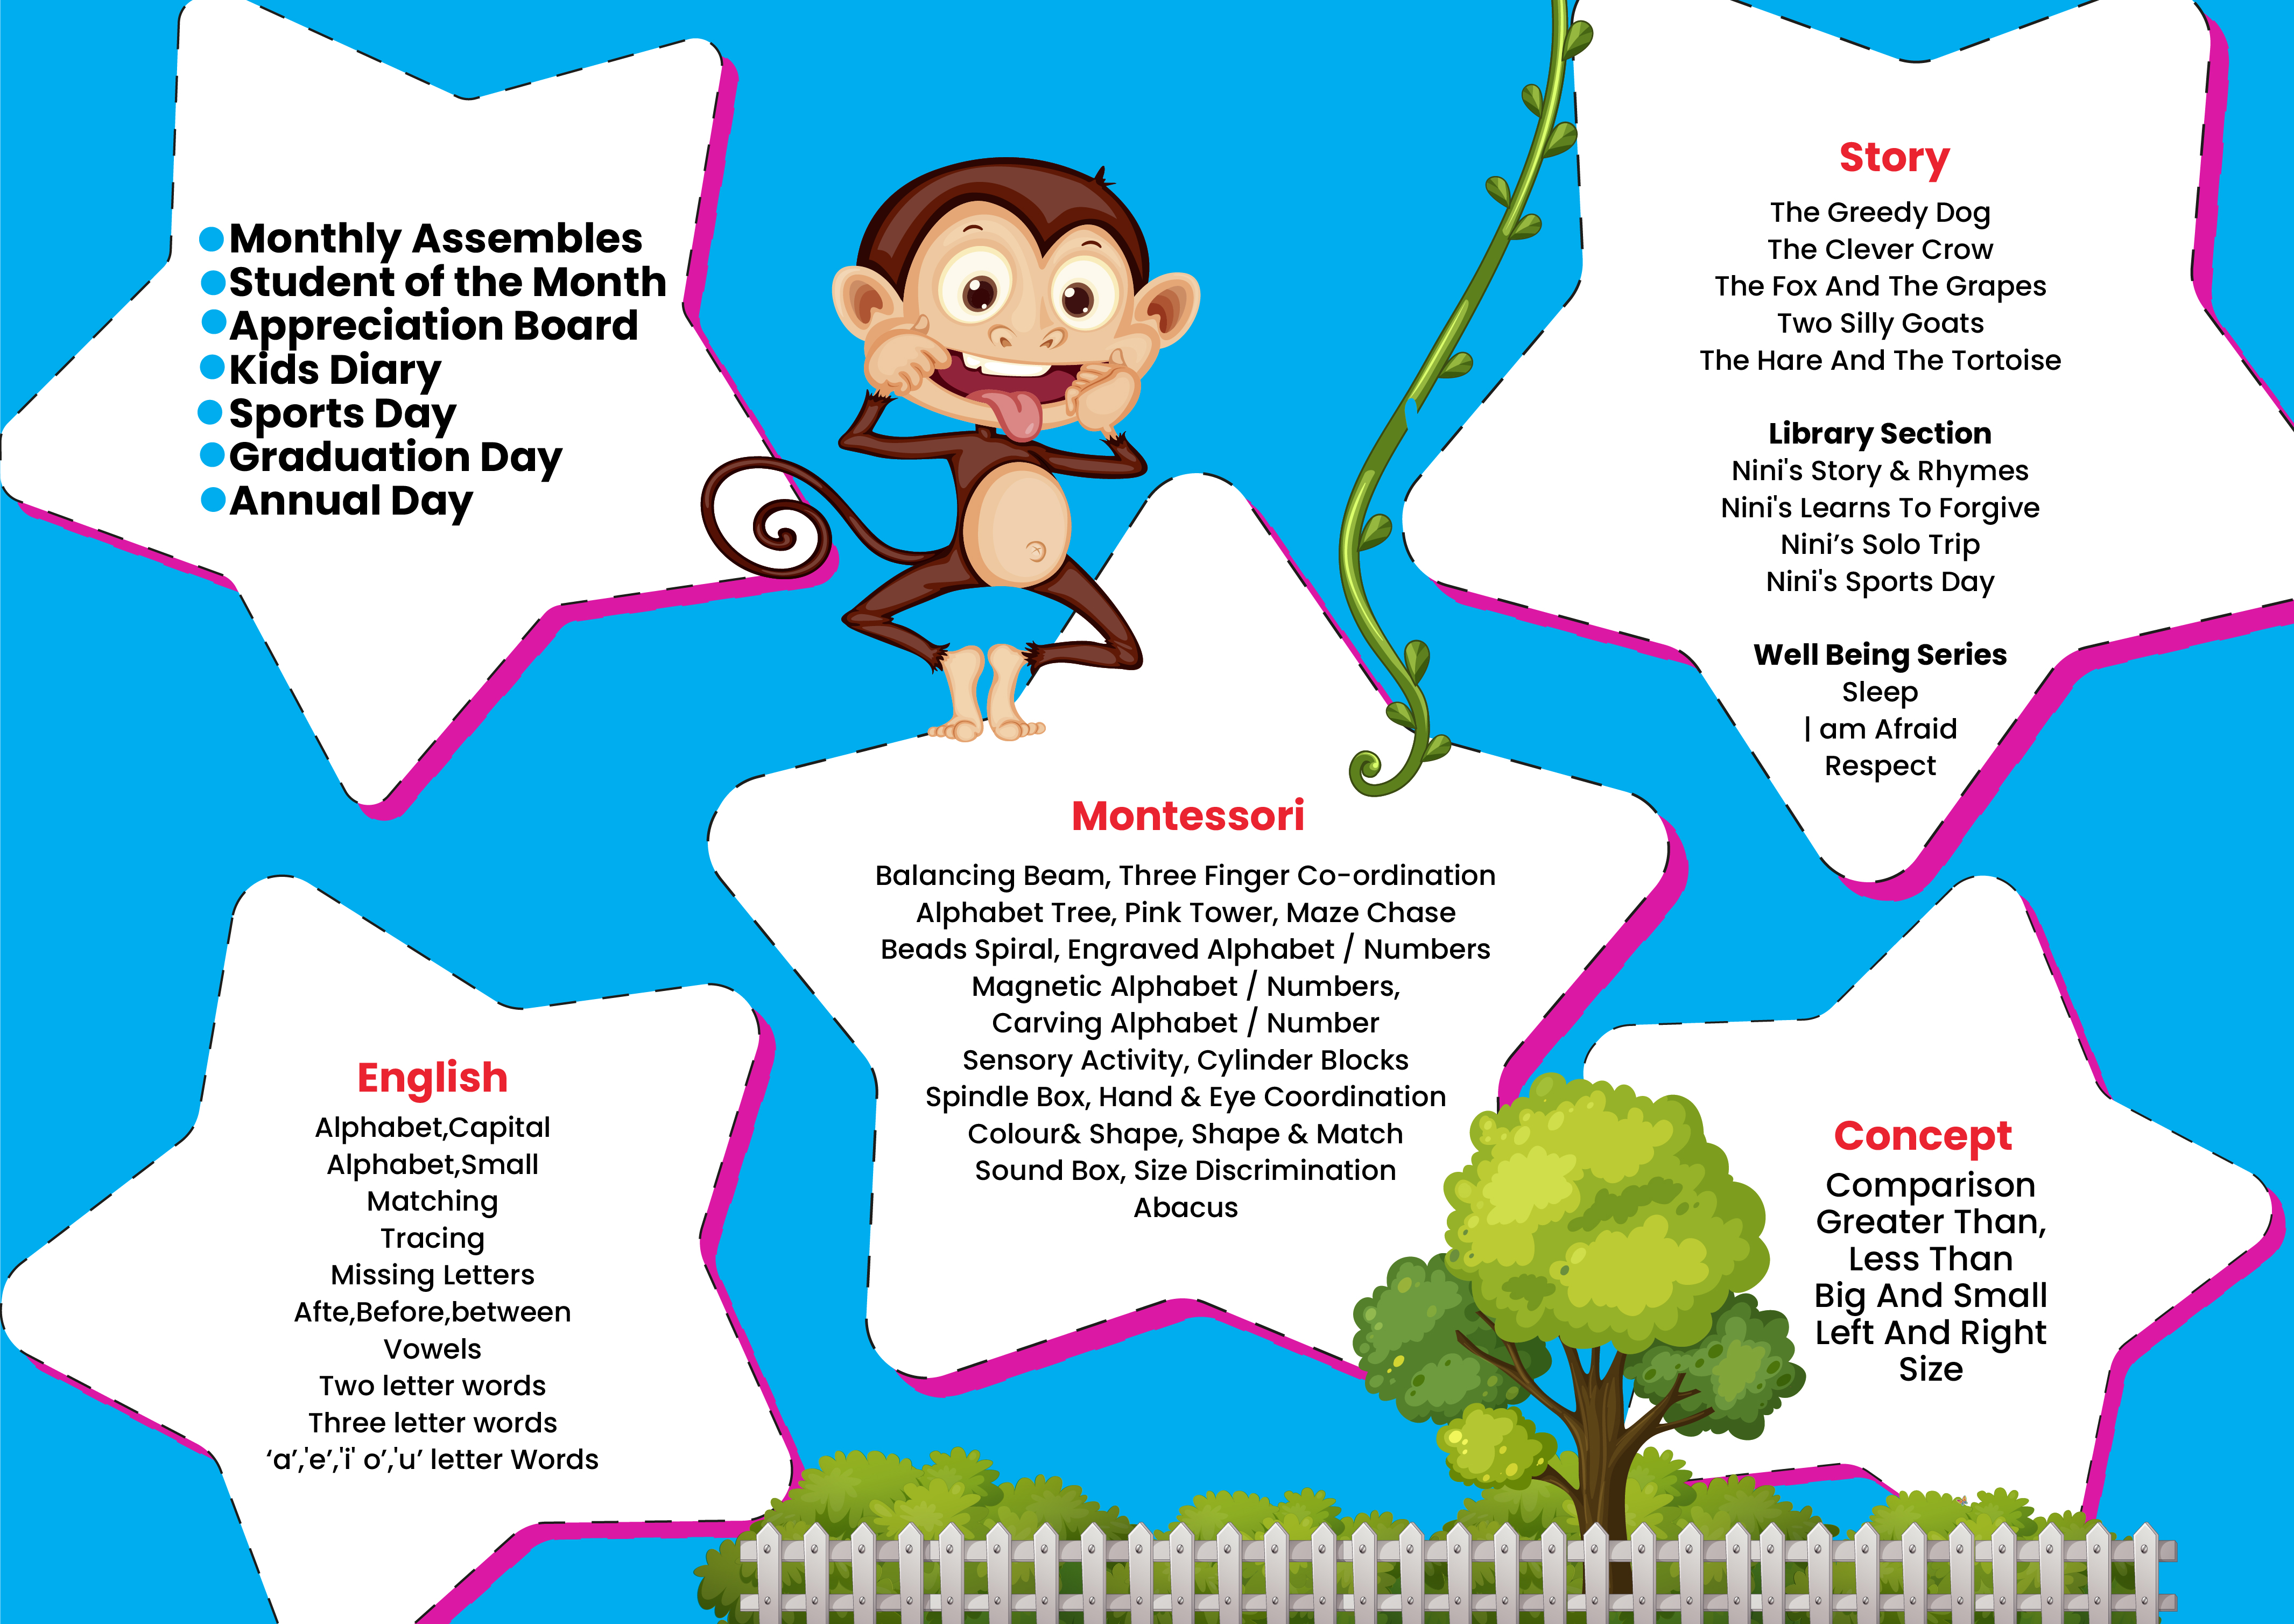 Monthly Assembles
Student of the Month
Appreciation Board
Kids Diary
Sports Day
Graduation Day
Annual Day
Story
The Greedy Dog
The Clever Crow
The Fox And The Grapes
Two Silly Goats
The Hare And The Tortoise
Library Section
Nini's Story & Rhymes
Nini's Learns To Forgive
Nini’s Solo Trip
Nini's Sports Day
Well Being Series
Sleep
| am Afraid
Respect
Montessori
Balancing Beam, Three Finger Co-ordination
Alphabet Tree, Pink Tower, Maze Chase
Beads Spiral, Engraved Alphabet / Numbers
Magnetic Alphabet / Numbers,
Carving Alphabet / Number
Sensory Activity, Cylinder Blocks
Spindle Box, Hand & Eye Coordination
Colour& Shape, Shape & Match
Sound Box, Size Discrimination
Abacus
English
Alphabet,Capital
Alphabet,Small
Matching
Tracing
Missing Letters
Afte,Before,between
Vowels
Two letter words
Three letter words
‘a’,'e’,'i' o’,'u’ letter Words
Concept
Comparison
Greater Than,
Less Than
Big And Small
Left And Right
Size